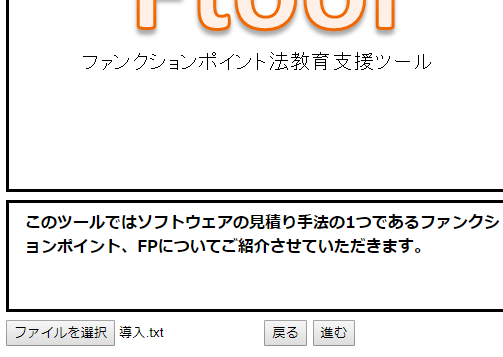 Ftool
ファンクションポイント法教育支援ツール
このツールではソフトウェアの見積り手法の1つであるファンクシ
ョンポイント、FPについてご紹介させていただきます。
ファイルを選択 導入.txt 戻る 進む